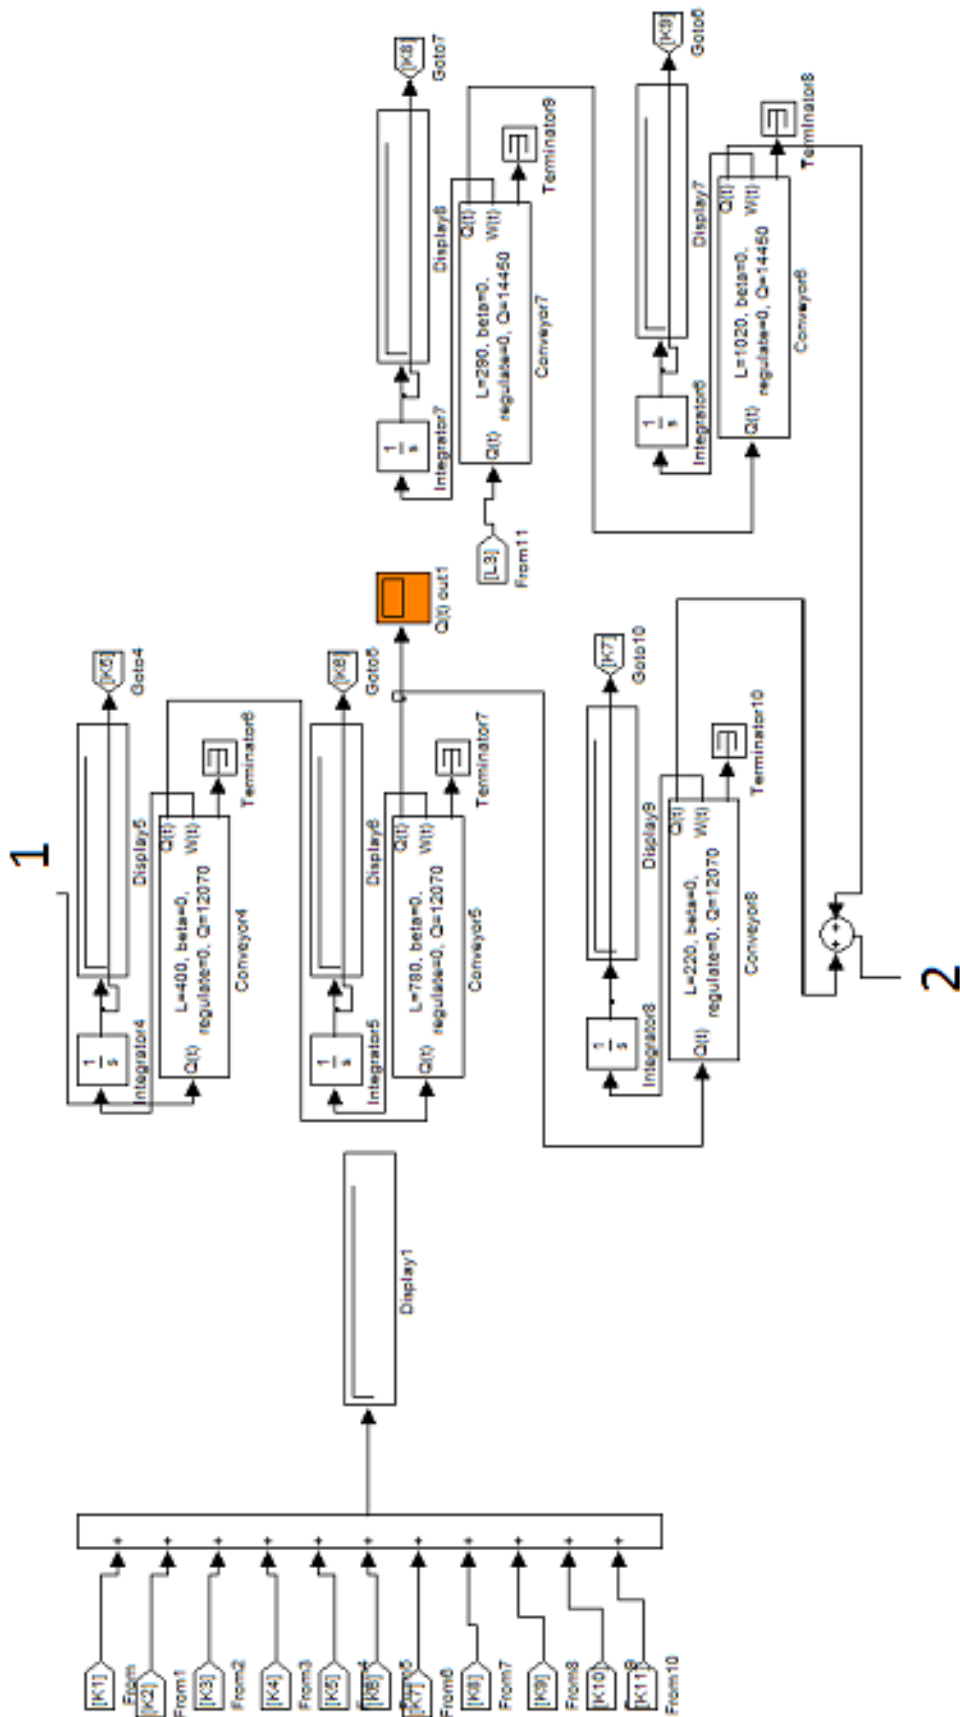 1
[K5]
Goto4
Display5
1
s
Integrator4
Q(t)
L=400, beta=0,
regulate=0, Q=12070
Q(t)
W(t)
Conveyor4
Terminator6
[K6]
Goto5
Display6
1
s
Integrator5
Q(t)
L=780, beta=0,
regulate=0, Q=12070
Q(t)
W(t)
Conveyor5
Terminator7
Q(t) out1
[K8]
Goto7
Display8
1
s
Integrator7
[L3]
From11
Q(t)
L=290, beta=0,
regulate=0, Q=14450
Q(t)
W(t)
Conveyor7
Terminator9
[K9]
Goto6
Display7
1
s
Integrator6
Q(t)
L=1020, beta=0,
regulate=0, Q=14450
Q(t)
W(t)
Conveyor6
Terminator8
[K7]
Goto10
Display9
1
s
Integrator8
Q(t)
L=220, beta=0,
regulate=0, Q=12070
Q(t)
W(t)
Conveyor8
Terminator10
2
Display1
[K1]
From
[K2]
From1
[K3]
From2
[K4]
From3
[K5]
[K6]
[K7]
From6
[K8]
From7
[K9]
From8
[K10]
[K11]
From10